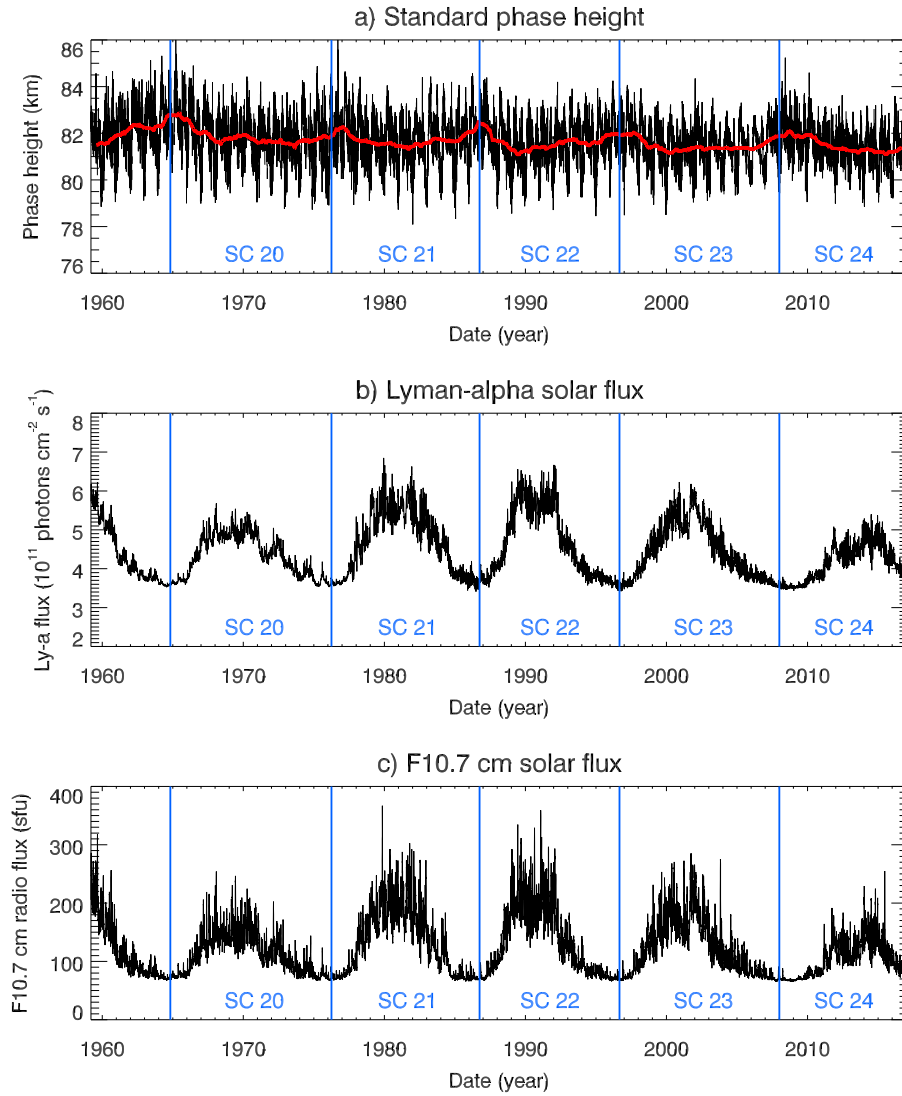 a) Standard phase height
86
84
82
80
78
76
Phase height (km)
SC 20 SC 21 SC 22 SC 23 SC 24
1960 1970 1980 1990 2000 2010
Date (year)
b) Lyman-alpha solar flux
8
7
6
5
4
3
2
Ly-a flux (10^11 photons cm^-2 s^-1)
SC 20 SC 21 SC 22 SC 23 SC 24
1960 1970 1980 1990 2000 2010
Date (year)
c) F10.7 cm solar flux
400
300
200
100
0
F10.7 cm radio flux (sfu)
SC 20 SC 21 SC 22 SC 23 SC 24
1960 1970 1980 1990 2000 2010
Date (year)